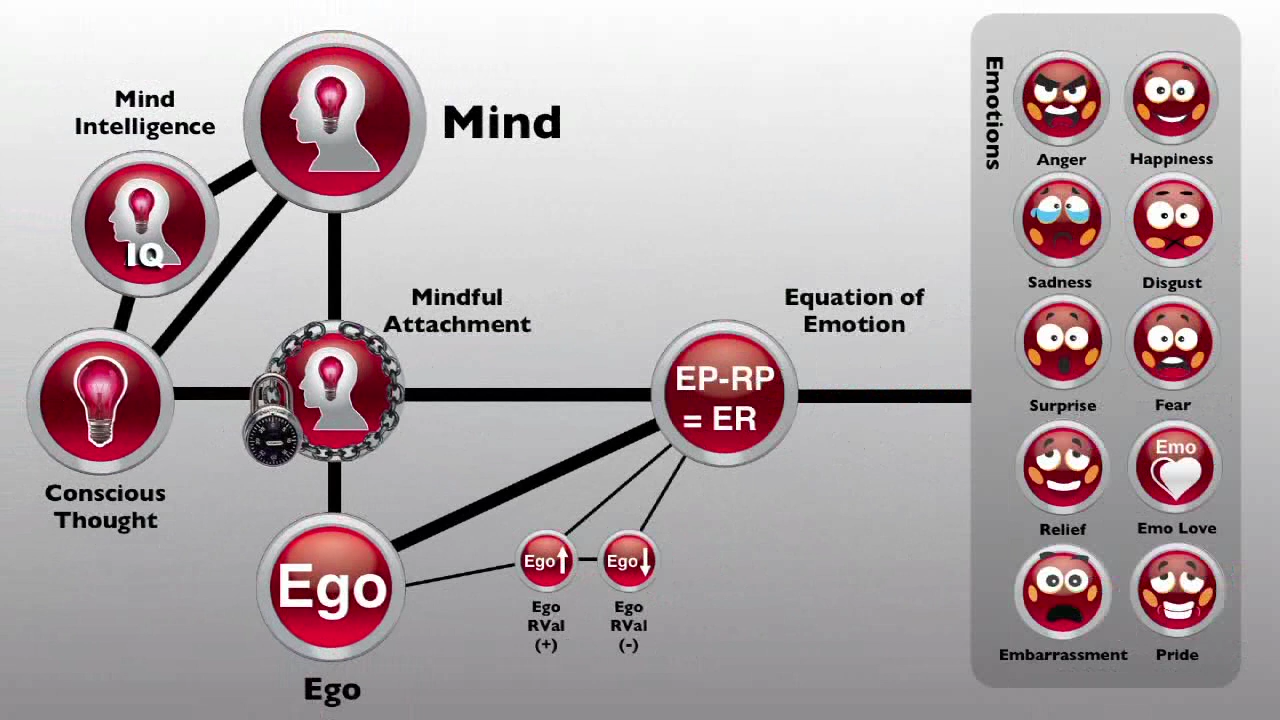 Mind
Intelligence
IQ
Mind
Conscious
Thought
Mindful
Attachment
Ego
Ego
Ego
Ego
RVal
(+)
Ego
Ego
RVal
(-)
Equation of
Emotion
EP-RP
= ER
Emotions
Anger
Happiness
Sadness
Disgust
Surprise
Fear
Relief
Emo
Emo Love
Embarrassment
Pride